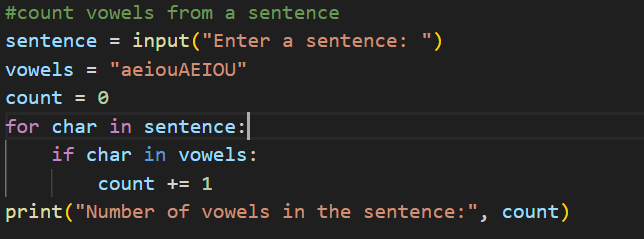 #count vowels from a sentence
sentence = input("Enter a sentence: ")
vowels = "aeiouAEIOU"
count = 0
for char in sentence:
    if char in vowels:
        count += 1
print("Number of vowels in the sentence:", count)